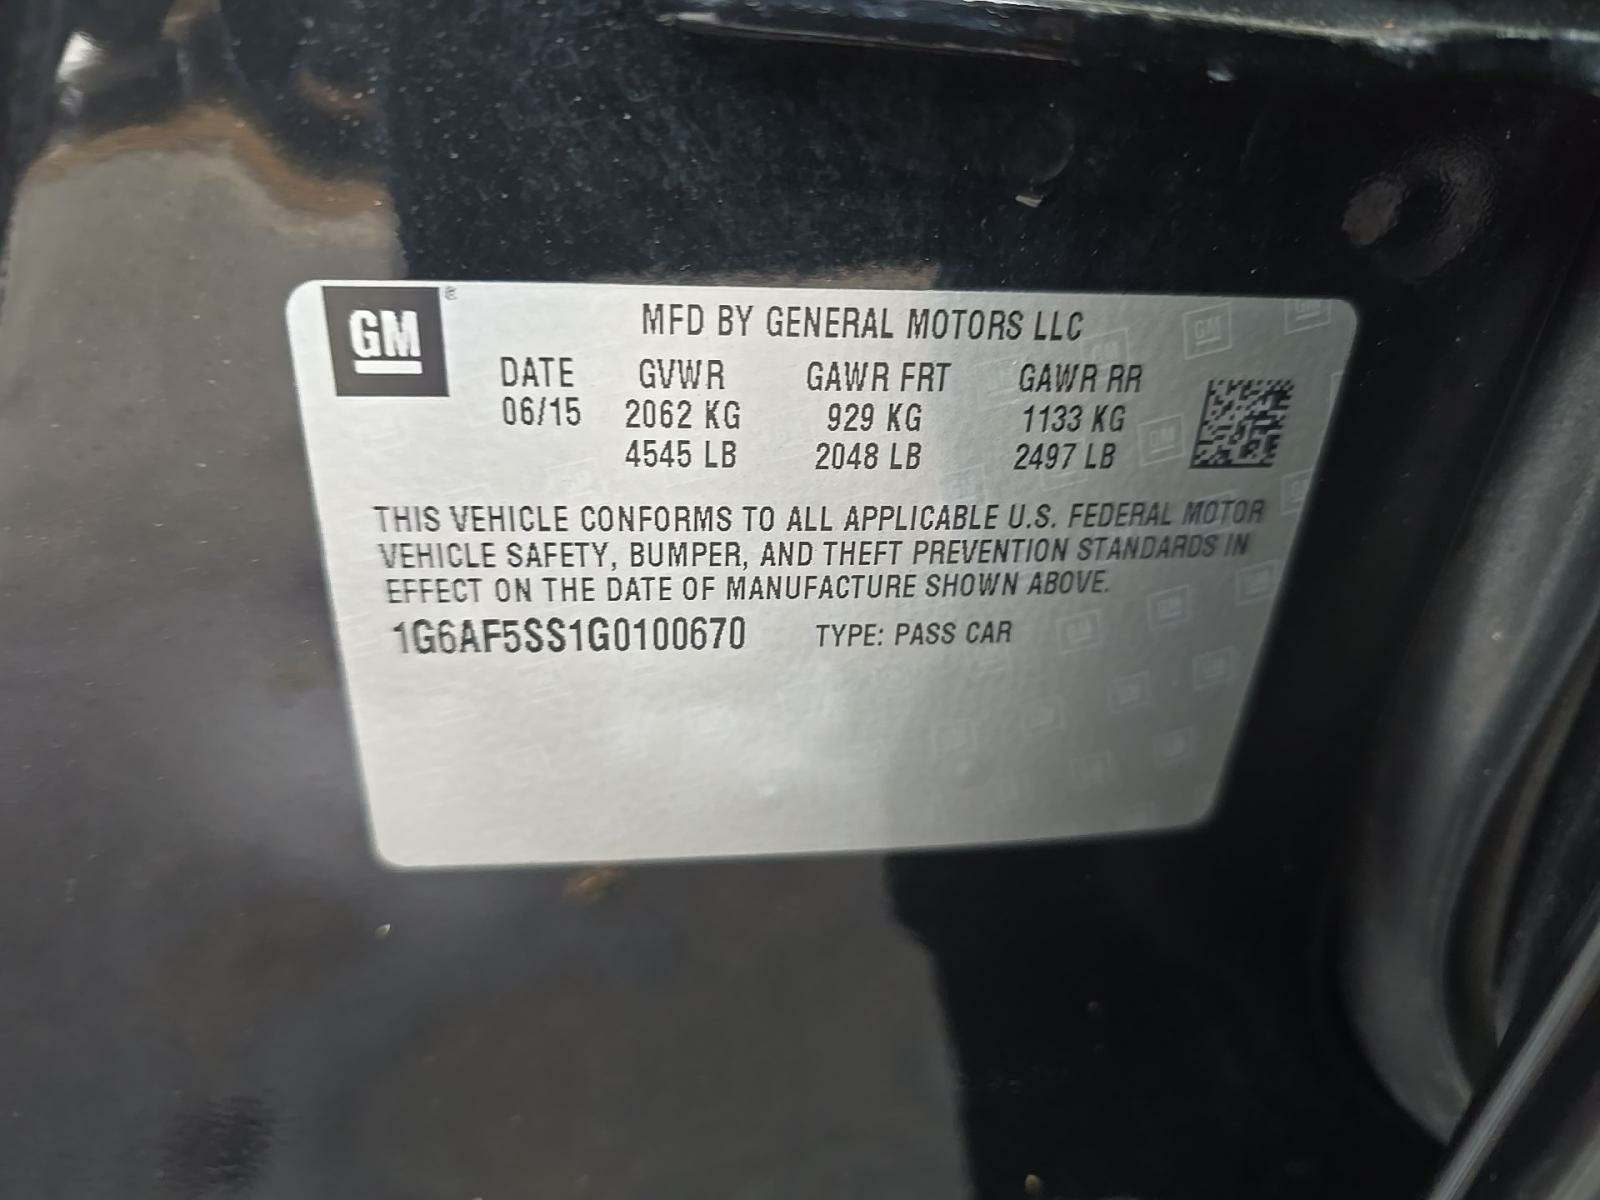 GM ®
MFD BY GENERAL MOTORS LLC
DATE GVWR GAWR FRT GAWR RR
06/15 2062 KG 929 KG 1133 KG
4545 LB 2048 LB 2497 LB
THIS VEHICLE CONFORMS TO ALL APPLICABLE U.S. FEDERAL MOTOR
VEHICLE SAFETY, BUMPER, AND THEFT PREVENTION STANDARDS IN
EFFECT ON THE DATE OF MANUFACTURE SHOWN ABOVE.
1G6AF5SS1G0100670 TYPE: PASS CAR